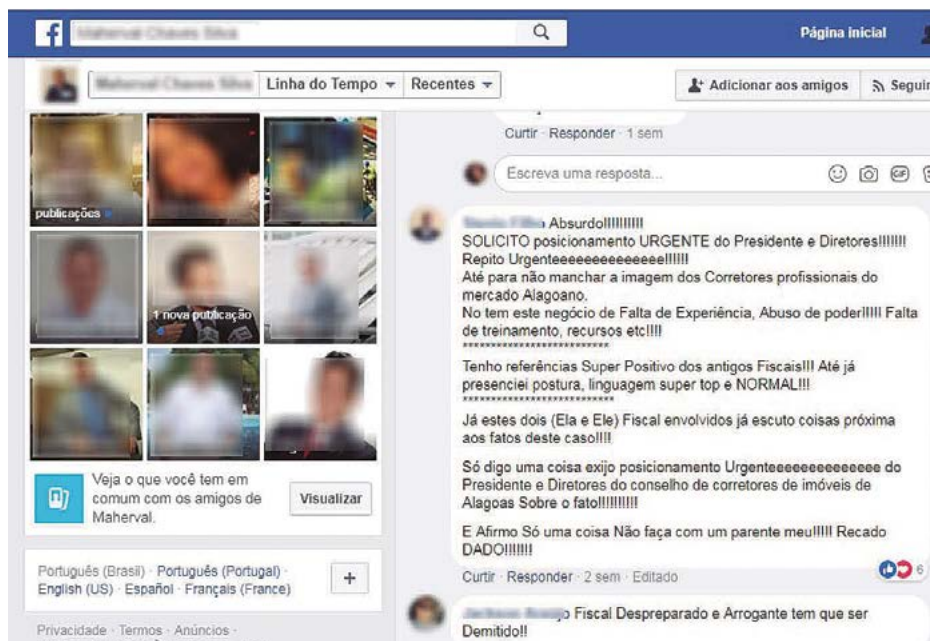 f
Página inicial
Linha do Tempo
Recentes
Adicionar aos amigos
Seguir
publicações
1 nova publicação
Veja o que você tem em
comum com os amigos de
Maherval.
Visualizar
Português (Brasil) · Português (Portugal) ·
English (US) · Español · Français (France)
+
Privacidade · Termos · Anúncios ·
Curtir · Responder · 1 sem
Escreva uma resposta...
GIF
Absurdo!!!!!!!!!!
SOLICITO posicionamento URGENTE do Presidente e Diretores!!!!!!!
Repito Urgenteeeeeeeeeeeeee!!!!!!
Até para não manchar a imagem dos Corretores profissionais do
mercado Alagoano.
No tem este negócio de Falta de Experiência, Abuso de poder!!!!! Falta
de treinamento, recursos etc!!!!
***************************
Tenho referências Super Positivo dos antigos Fiscais!!! Até já
presenciei postura, linguagem super top e NORMAL!!!
****************************
Já estes dois (Ela e Ele) Fiscal envolvidos já escuto coisas próxima
aos fatos deste caso!!!!
Só digo uma coisa exijo posicionamento Urgenteeeeeeeeeeeeee do
Presidente e Diretores do conselho de corretores de imóveis de
Alagoas Sobre o fato!!!!!!!!!!
E Afirmo Só uma coisa Não faça com um parente meu!!!!! Recado
DADO!!!!!!!
Curtir · Responder · 2 sem · Editado
6
Fiscal Despreparado e Arrogante tem que ser
Demitido!!